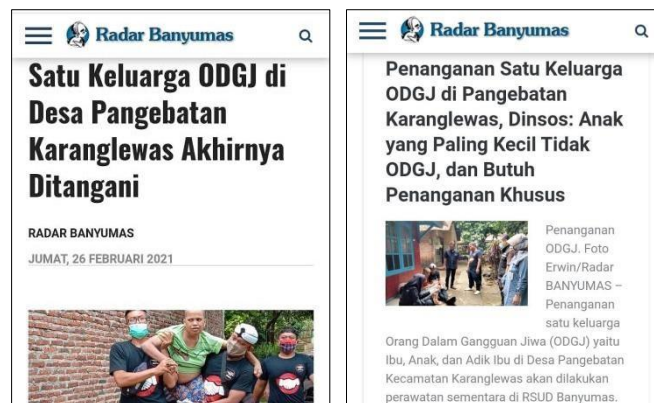 Radar Banyumas
Satu Keluarga ODGJ di
Desa Pangebatan
Karanglewas Akhirnya
Ditangani
RADAR BANYUMAS
JUMAT, 26 FEBRUARI 2021
Radar Banyumas
Penanganan Satu Keluarga
ODGJ di Pangebatan
Karanglewas, Dinsos: Anak
yang Paling Kecil Tidak
ODGJ, dan Butuh
Penanganan Khusus
Penanganan
ODGJ. Foto
Erwin/Radar
BANYUMAS –
Penanganan
satu keluarga
Orang Dalam Gangguan Jiwa (ODGJ) yaitu
Ibu, Anak, dan Adik Ibu di Desa Pangebatan
Kecamatan Karanglewas akan dilakukan
perawatan sementara di RSUD Banyumas.